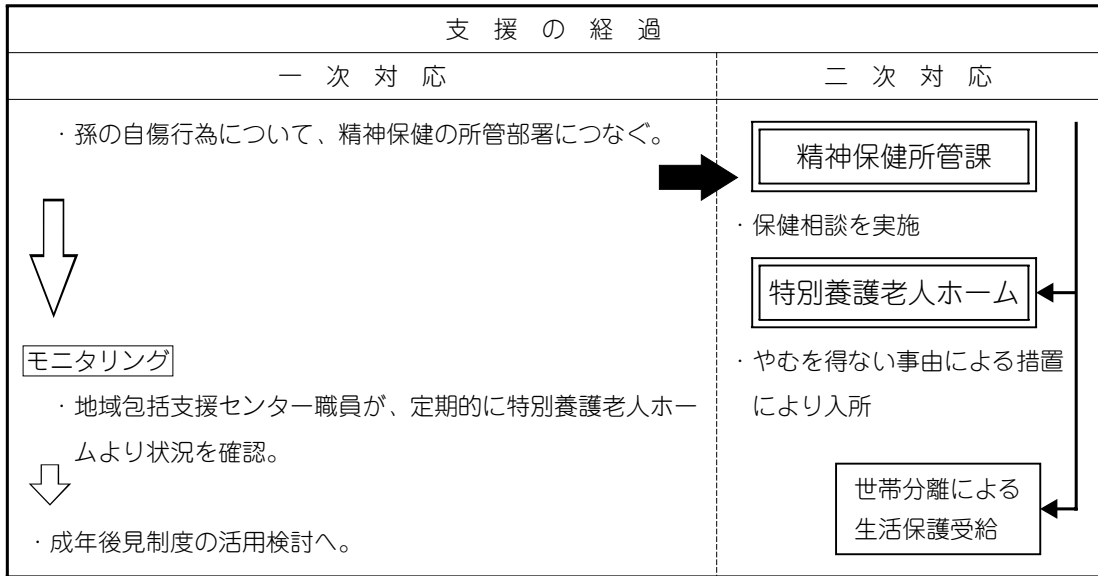 支援の経過
一次対応
二次対応
・孫の自傷行為について、精神保健の所管部署につなぐ。
精神保健所管課
・保健相談を実施
特別養護老人ホーム
モニタリング
・やむを得ない事由による措置
により入所
・地域包括支援センター職員が、定期的に特別養護老人ホー
ムより状況を確認。
世帯分離による
生活保護受給
・成年後見制度の活用検討へ。